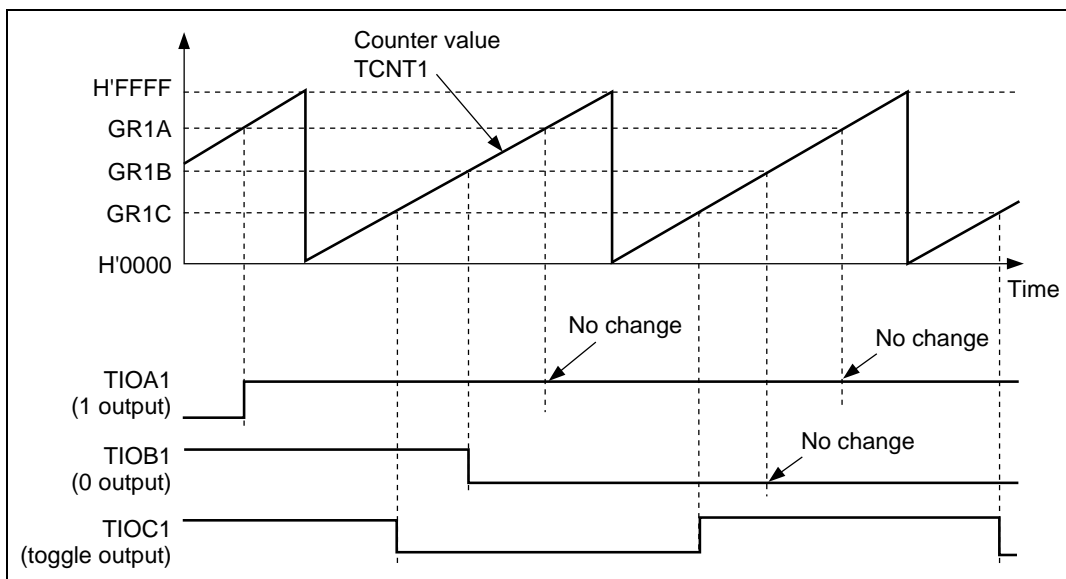 Counter value
TCNT1
H'FFFF
GR1A
GR1B
GR1C
H'0000
Time
No change
No change
TIOA1
(1 output)
No change
TIOB1
(0 output)
TIOC1
(toggle output)